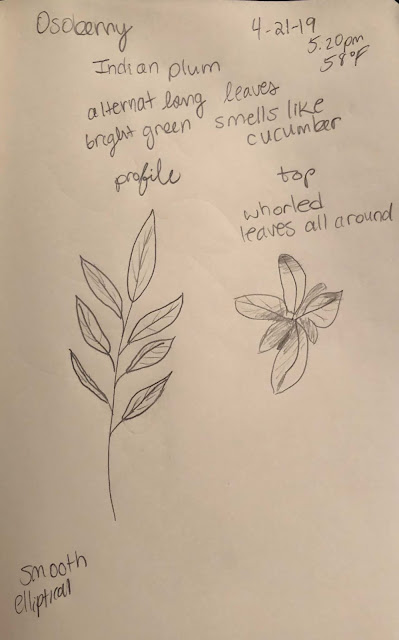 Osoberry
4-21-19
5:20pm
58°F
Indian plum
alternat long leaves
bright green smells like
cucumber
profile
top
whorled
leaves all around
smooth
elliptical